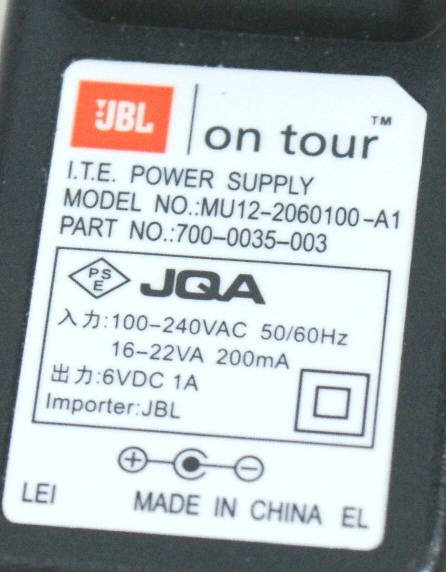 JBL on tour™
I.T.E. POWER SUPPLY
MODEL NO.:MU12-2060100-A1
PART NO.:700-0035-003
PSE JQA
入力:100-240VAC 50/60Hz
16-22VA 200mA
出力:6VDC 1A
Importer:JBL
LEI MADE IN CHINA EL